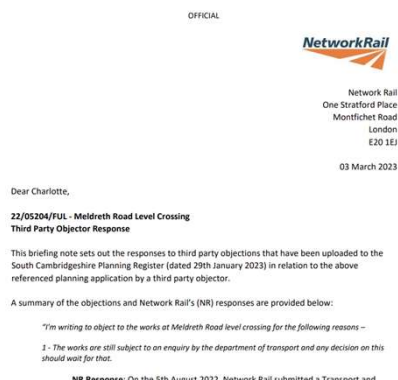 OFFICIAL
NetworkRail
Network Rail
One Stratford Place
Montfichet Road
London
E20 1EJ
03 March 2023
Dear Charlotte,
22/05204/FUL - Meldreth Road Level Crossing
Third Party Objector Response
This briefing note sets out the responses to third party objections that have been uploaded to the
South Cambridgeshire Planning Register (dated 29th January 2023) in relation to the above
referenced planning application by a third party objector.
A summary of the objections and Network Rail's (NR) responses are provided below:
"I'm writing to object to the works at Meldreth Road level crossing for the following reasons –
1 - The works are still subject to an enquiry by the department of transport and any decision on this
should wait for that.
NR Response: On the 5th August 2022, Network Rail submitted a Transport and